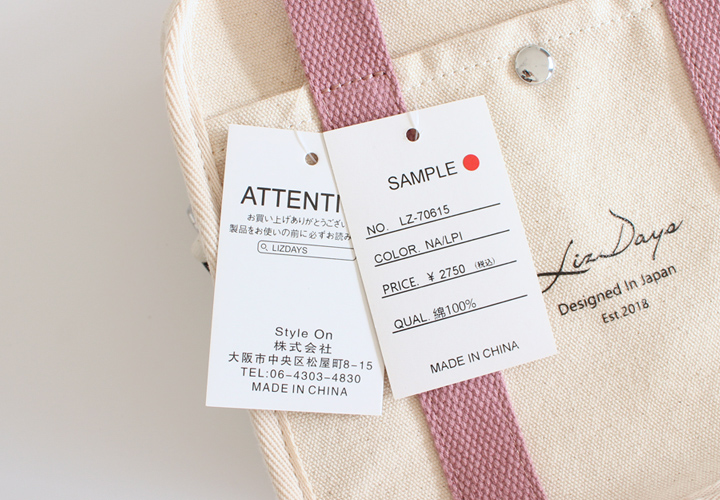 ATTENTI
お買い上げありがとうござい
製品をお使いの前に必ずお読み
LIZDAYS
Style On
株式会社
大阪市中央区松屋町8-15
TEL:06-4303-4830
MADE IN CHINA
SAMPLE
NO. LZ-70615
COLOR. NA/LPI
PRICE. ¥ 2750 (税込)
QUAL. 綿100%
MADE IN CHINA
Liz Days
Designed In Japan
Est.2018